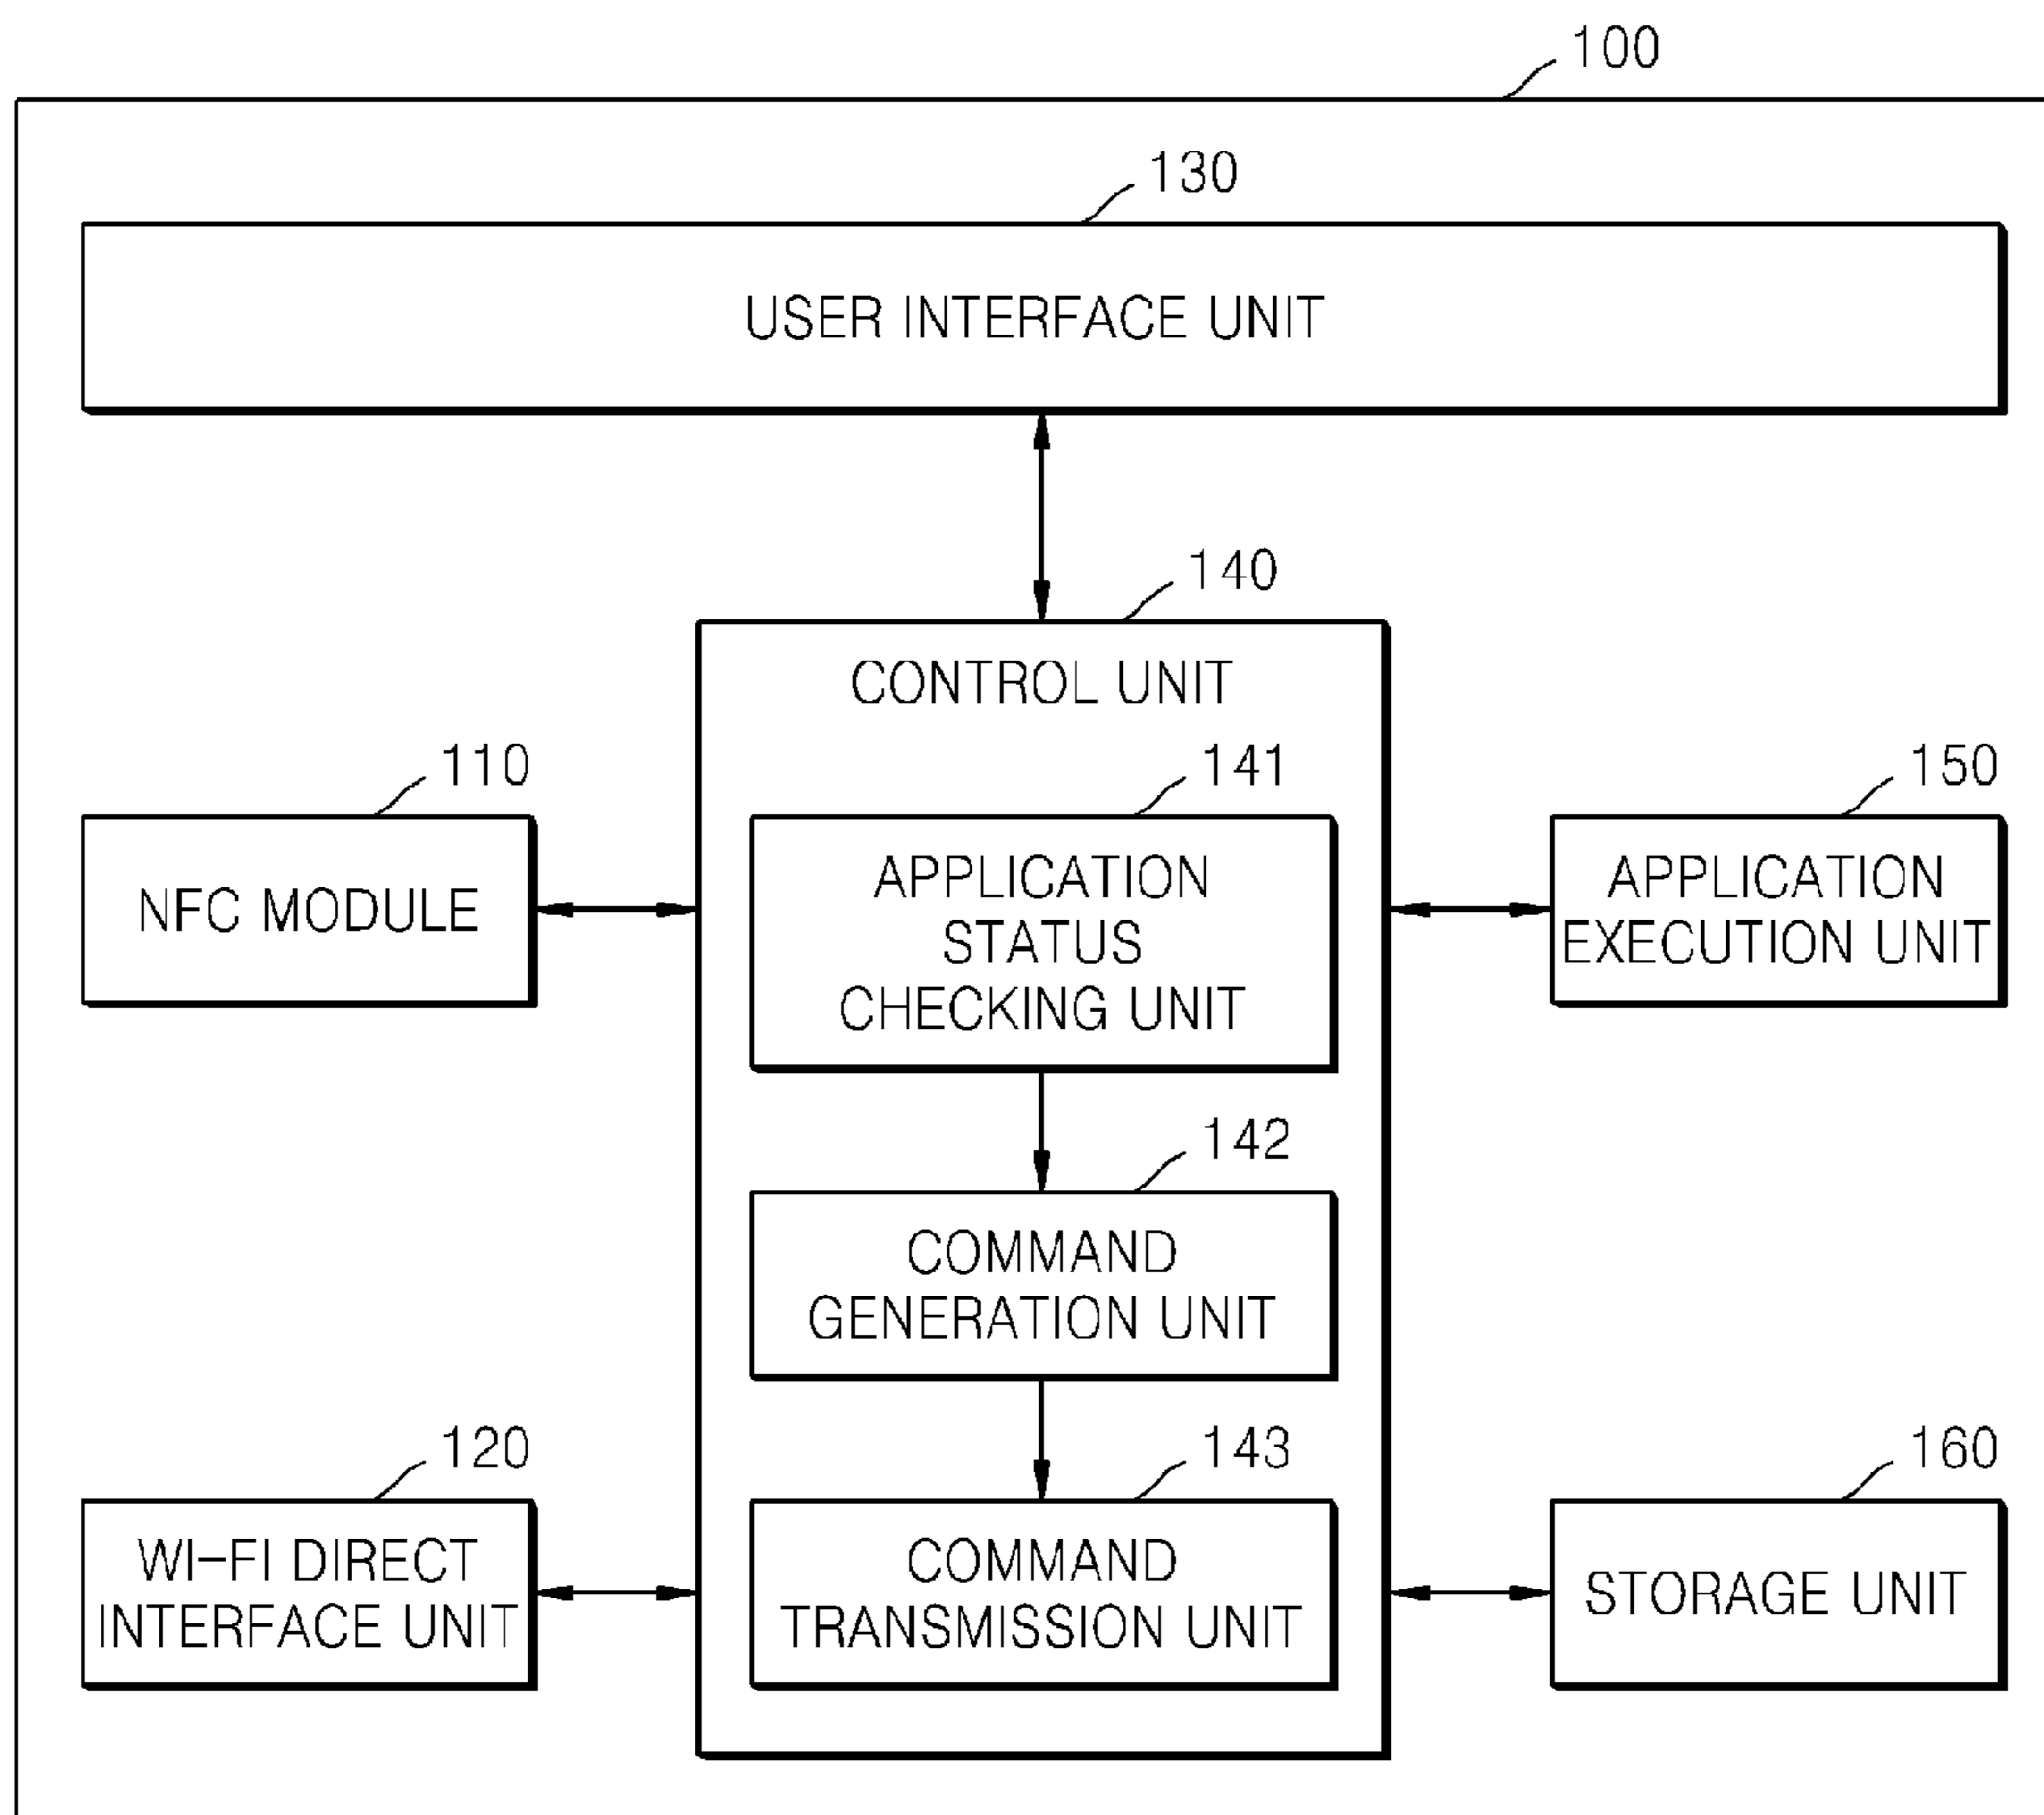 100
130
USER INTERFACE UNIT
140
CONTROL UNIT
110
NFC MODULE
141
APPLICATION
STATUS
CHECKING UNIT
150
APPLICATION
EXECUTION UNIT
142
COMMAND
GENERATION UNIT
120
WI-FI DIRECT
INTERFACE UNIT
143
COMMAND
TRANSMISSION UNIT
160
STORAGE UNIT